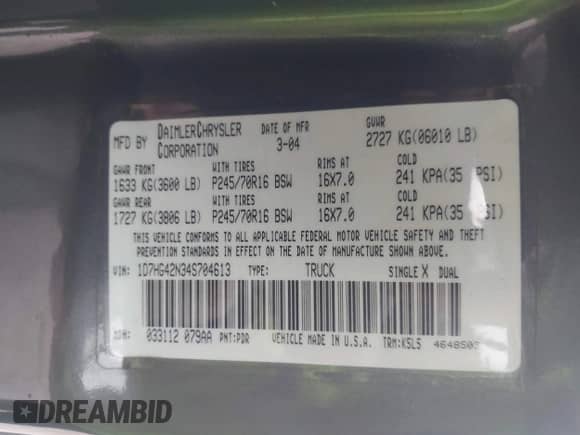 MFD BY DAIMLERCHRYSLER CORPORATION
DATE OF MFR 3-04
GVWR 2727 KG(06010 LB)
GAWR FRONT WITH TIRES RIMS AT COLD
1633 KG(3600 LB) P245/70R16 BSW 16X7.0 241 KPA(35 PSI)
GAWR REAR WITH TIRES RIMS AT COLD
1727 KG(3806 LB) P245/70R16 BSW 16X7.0 241 KPA(35 SI)
THIS VEHICLE CONFORMS TO ALL APPLICABLE FEDERAL MOTOR VEHICLE SAFETY AND THEFT
PREVENTION STANDARDS IN EFFECT ON THE DATE OF MANUFACTURE SHOWN ABOVE.
VIN: 1D7HG42N34S704613 TYPE: TRUCK SINGLE X DUAL
MDH: 033112 079AA PNT:PDR VEHICLE MADE IN U.S.A. TRM:K5L5
DREAMBID